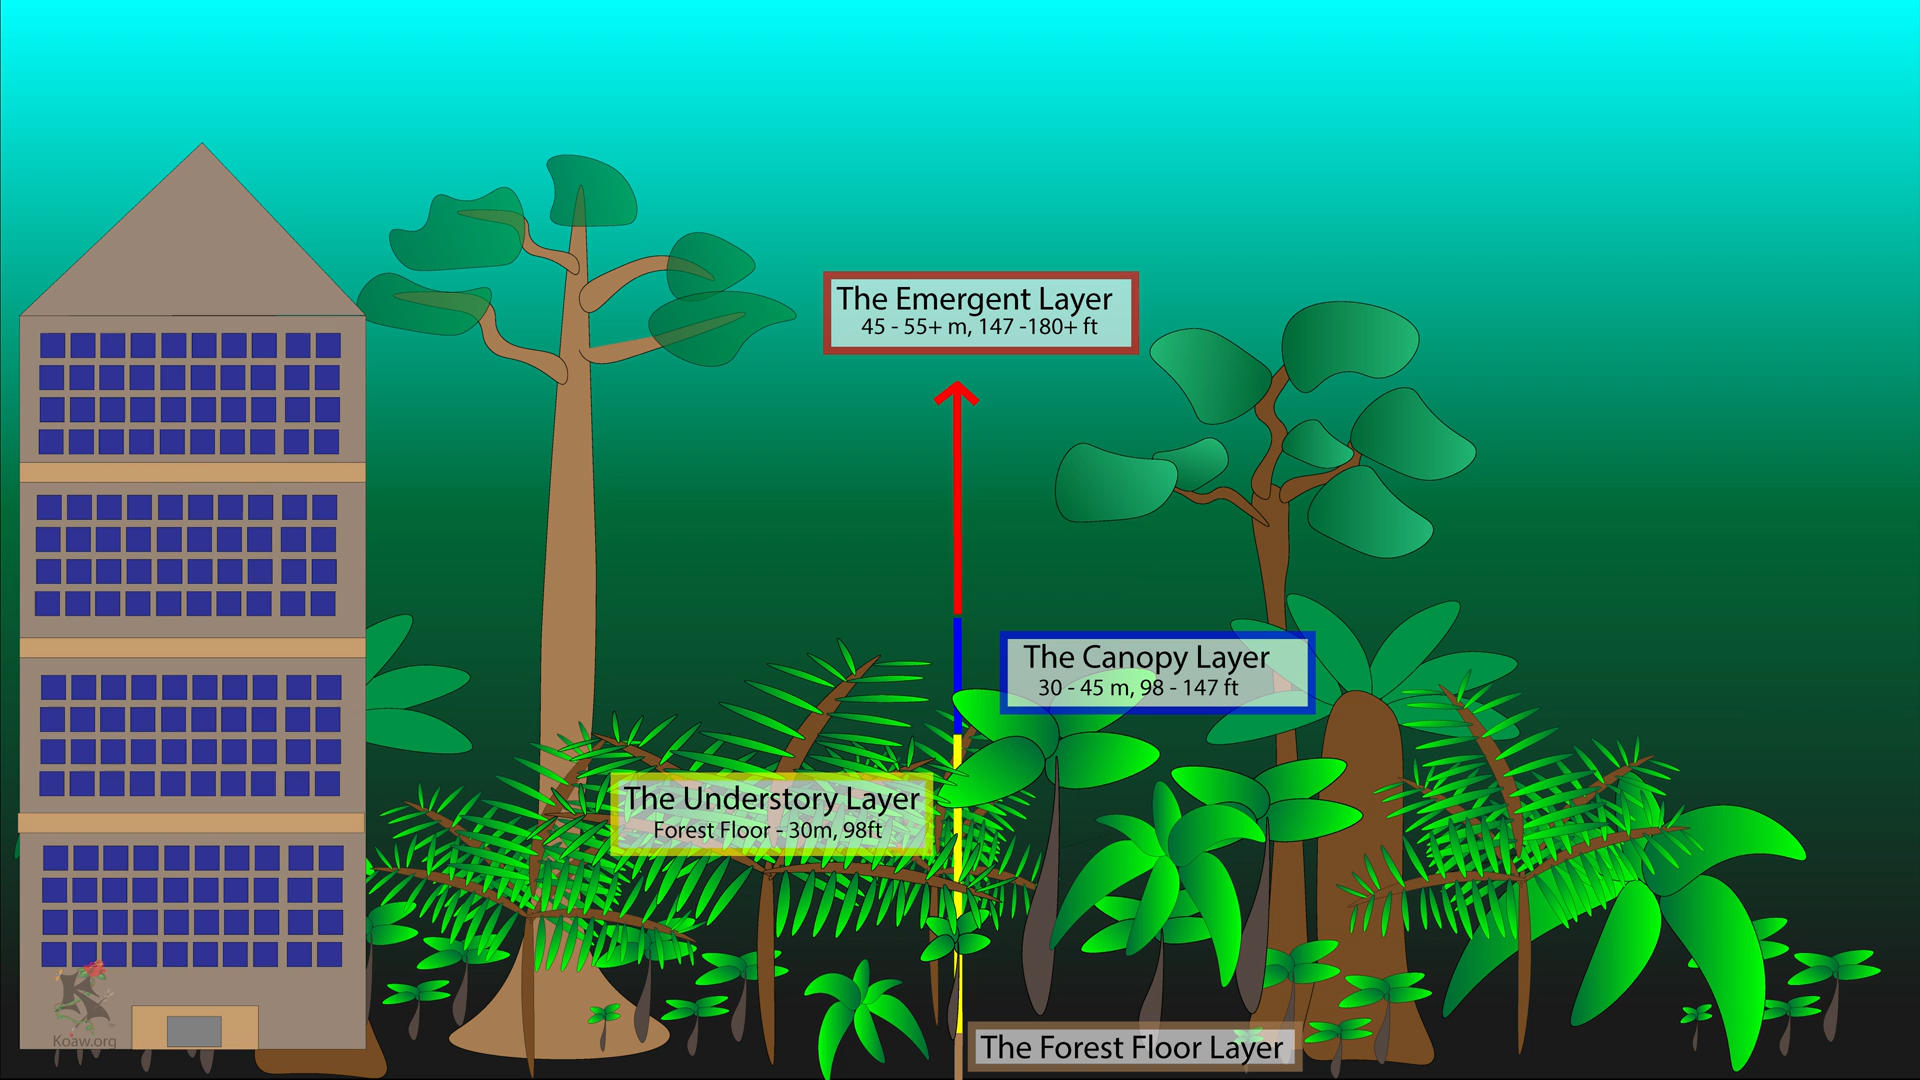 The Emergent Layer
45 - 55+ m, 147 -180+ ft
The Canopy Layer
30 - 45 m, 98 - 147 ft
The Understory Layer
Forest Floor - 30m, 98ft
The Forest Floor Layer
Koaw.org